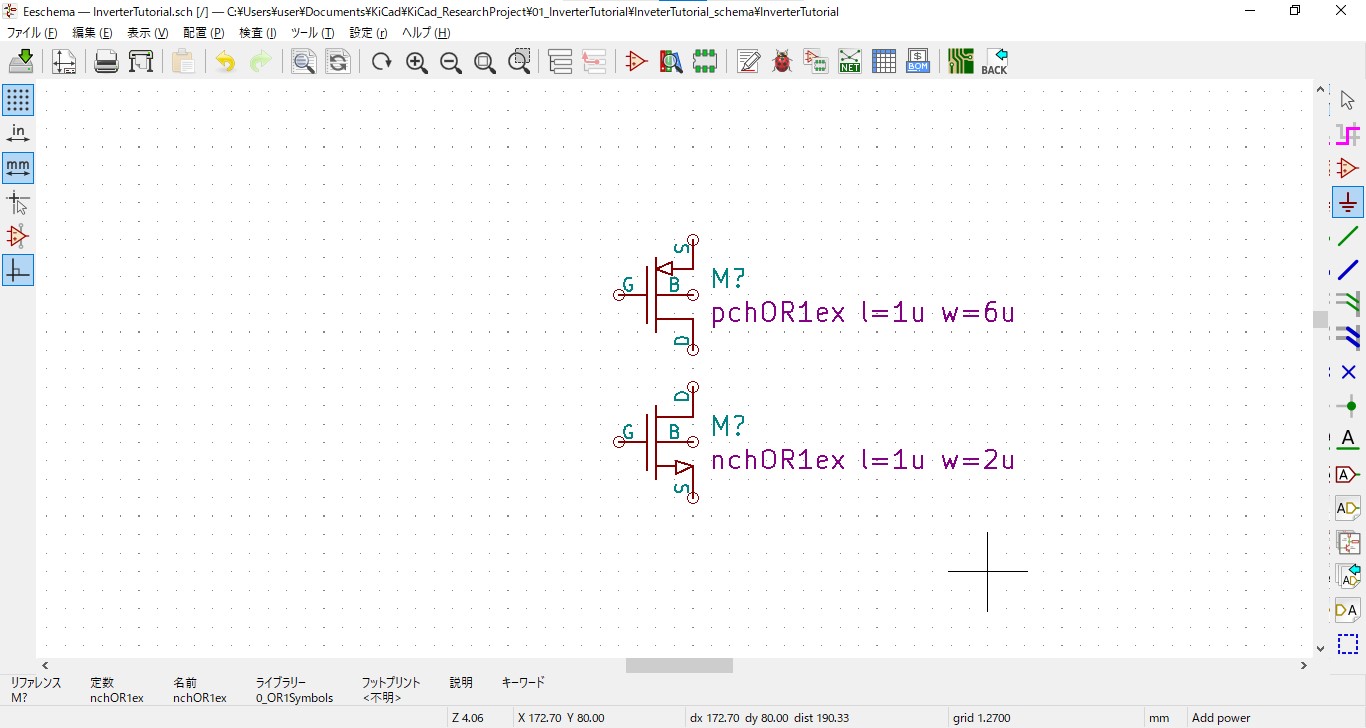 Eeschema — InverterTutorial.sch [/] — C:¥Users¥user¥Documents¥KiCad¥KiCad_ResearchProject¥01_InverterTutorial¥InveterTutorial_schema¥InverterTutorial
ファイル (F) 編集 (E) 表示 (V) 配置 (P) 検査 (I) ツール (T) 設定 (r) ヘルプ (H)
NET
$
BOM
BACK
in
mm
S
G B M?
pchOR1ex l=1u w=6u
D
D
G B M?
nchOR1ex l=1u w=2u
S
A
A
AD
AD
DA
リファレンス 定数 名前 ライブラリー フットプリント 説明 キーワード
M? nchOR1ex nchOR1ex 0_OR1Symbols <不明>
Z 4.06 X 172.70 Y 80.00 dx 172.70 dy 80.00 dist 190.33 grid 1.2700 mm Add power